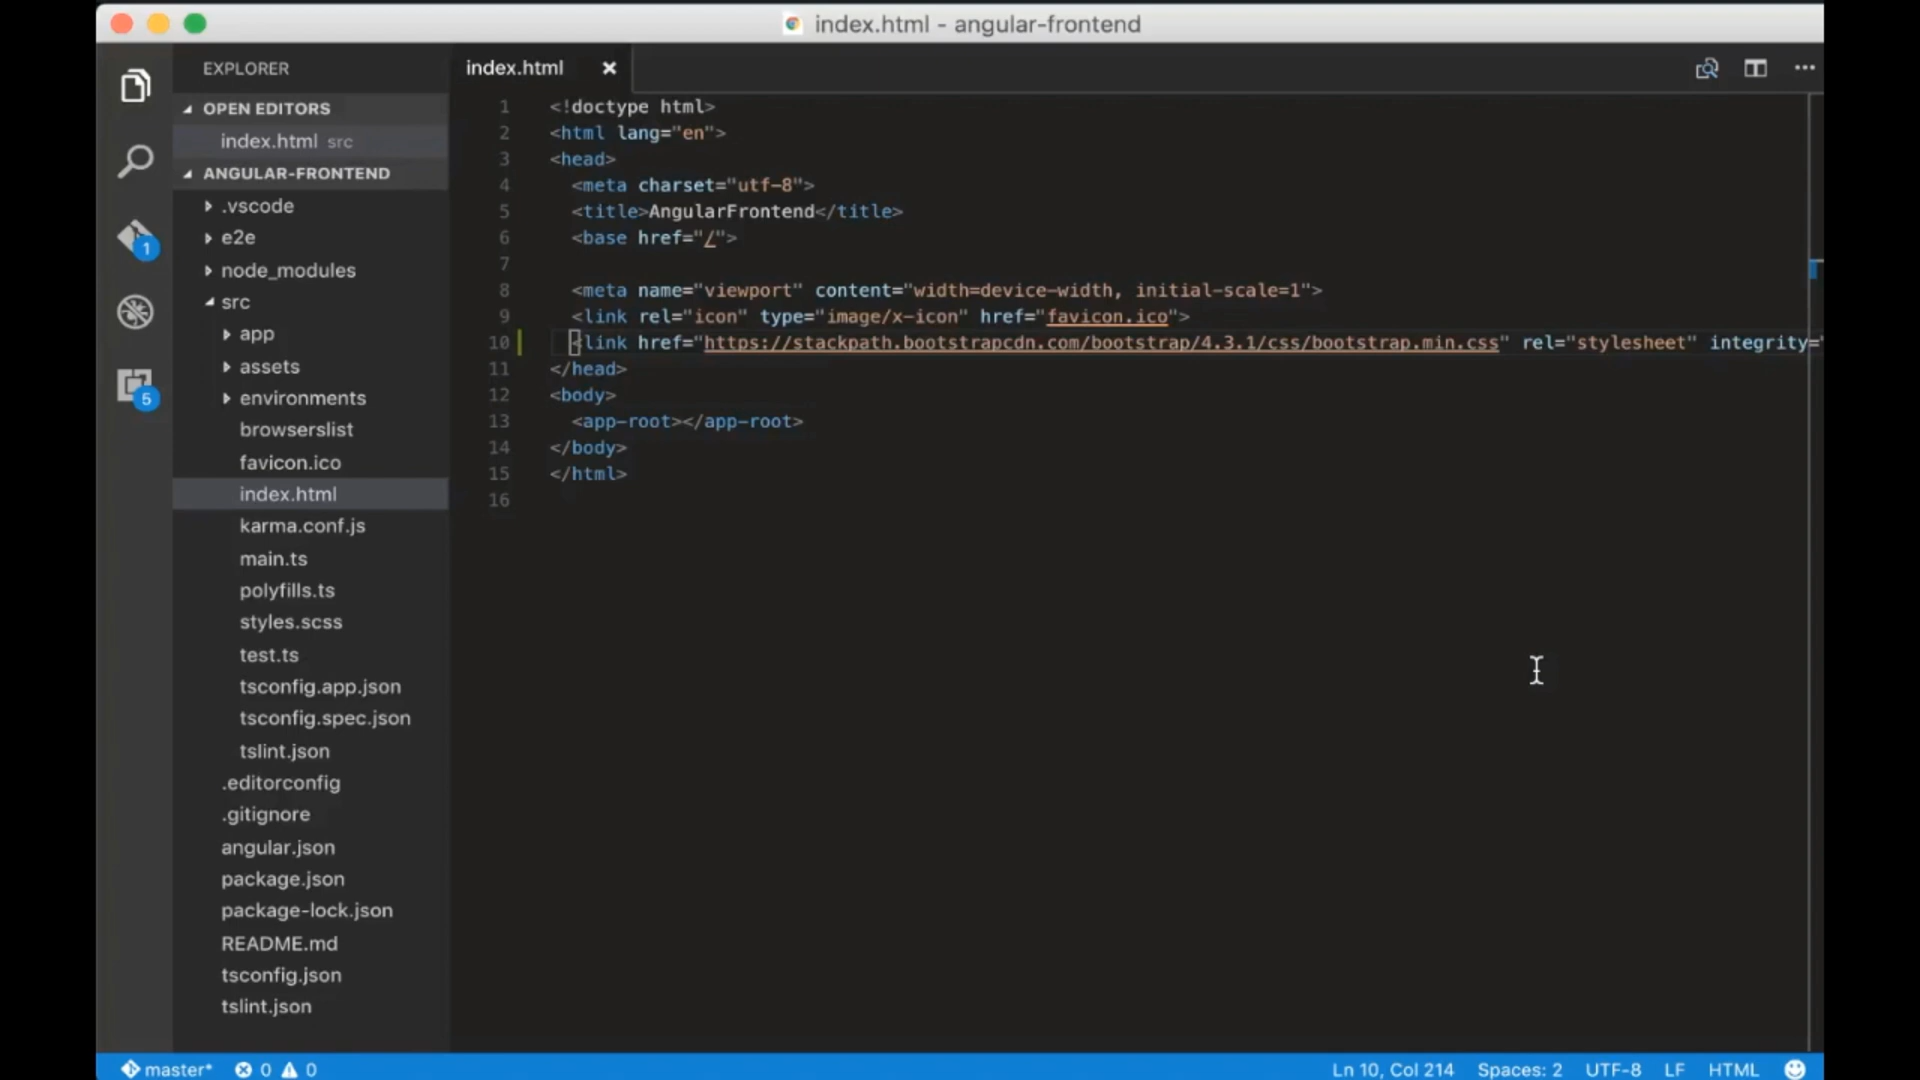 index.html - angular-frontend
EXPLORER
OPEN EDITORS
index.html src
ANGULAR-FRONTEND
.vscode
e2e
node_modules
src
app
assets
environments
browserslist
favicon.ico
index.html
karma.conf.js
main.ts
polyfills.ts
styles.scss
test.ts
tsconfig.app.json
tsconfig.spec.json
tslint.json
.editorconfig
.gitignore
angular.json
package.json
package-lock.json
README.md
tsconfig.json
tslint.json
1
5
index.html
1 <!doctype html>
2 <html lang="en">
3 <head>
4 <meta charset="utf-8">
5 <title>AngularFrontend</title>
6 <base href="/">
7
8 <meta name="viewport" content="width=device-width, initial-scale=1">
9 <link rel="icon" type="image/x-icon" href="favicon.ico">
10 <link href="https://stackpath.bootstrapcdn.com/bootstrap/4.3.1/css/bootstrap.min.css" rel="stylesheet" integrity="
11 </head>
12 <body>
13 <app-root></app-root>
14 </body>
15 </html>
16
master* 0 0 Ln 10, Col 214 Spaces: 2 UTF-8 LF HTML